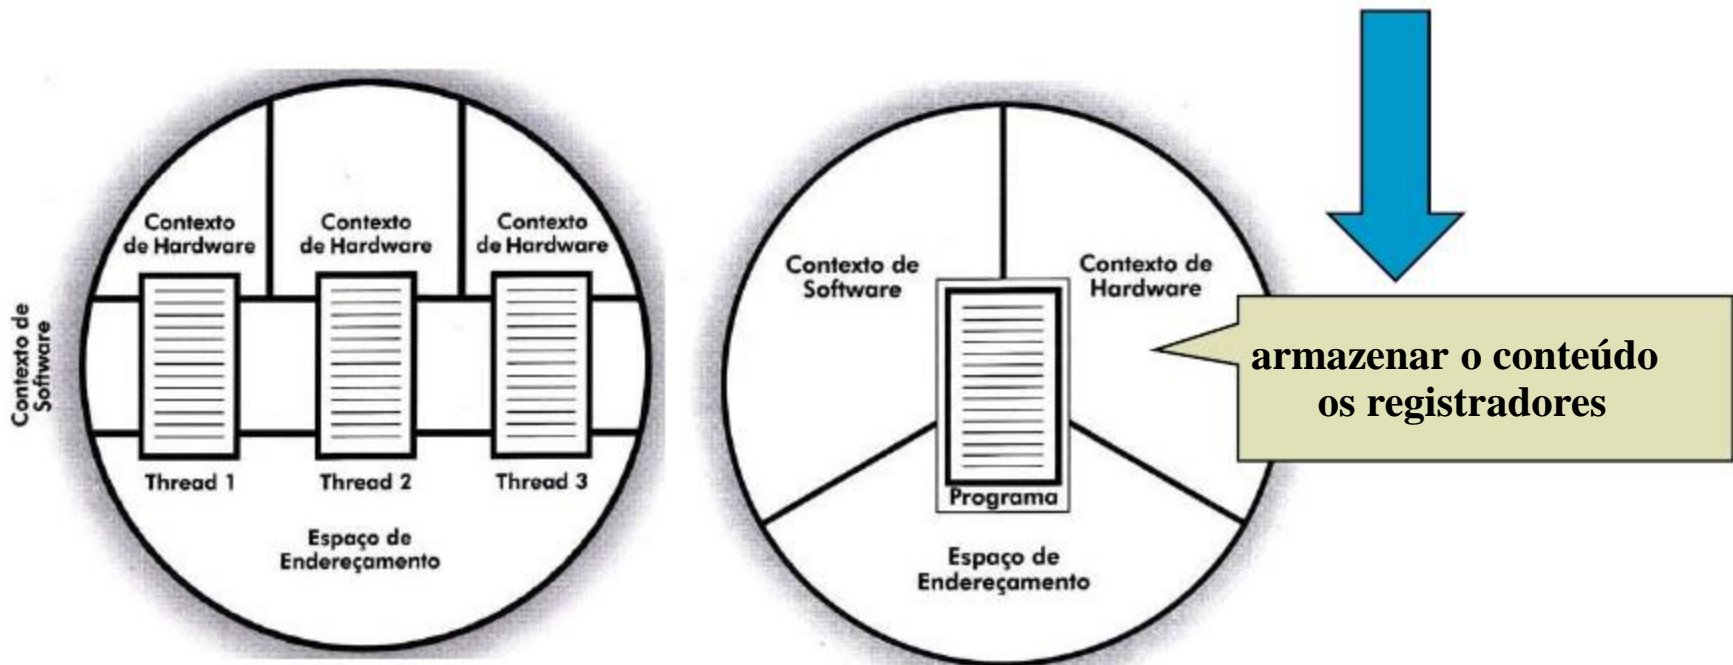 Contexto
de Hardware
Contexto
de Hardware
Contexto
de Hardware
Contexto de
Software
Thread 1
Thread 2
Thread 3
Espaço de
Endereçamento
Contexto de
Software
Contexto de
Hardware
Programa
Espaço de
Endereçamento
armazenar o conteúdo
os registradores